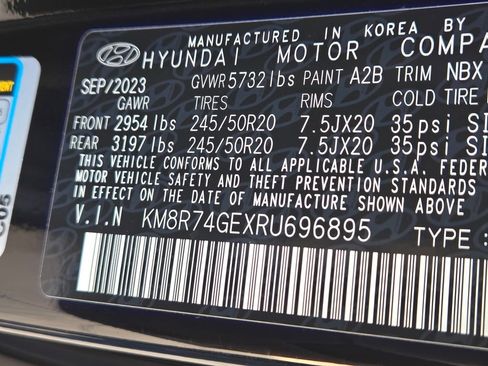 MANUFACTURED IN KOREA BY
HYUNDAI MOTOR COMPA
SEP/2023 GVWR 5732lbs PAINT A2B TRIM NBX
GAWR TIRES RIMS COLD TIRE
FRONT 2954 lbs 245/50R20 7.5JX20 35psi
REAR 3197 lbs 245/50R20 7.5JX20 35psi
THIS VEHICLE CONFORMS TO ALL APPLICABLE U.S.A. FEDER
MOTOR VEHICLE SAFETY AND THEFT PREVENTION STANDARDS
IN EFFECT ON THE DATE OF MANUFACTURE SHOWN
ABOVE
V.I.N KM8R74GEXRU696895 TYPE: